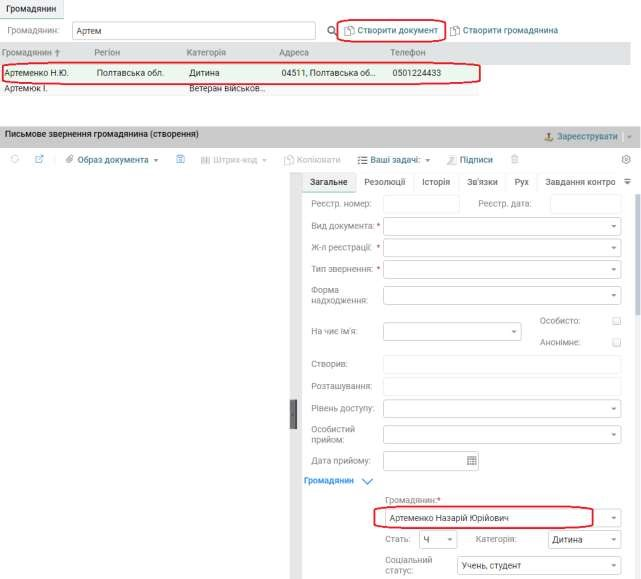 Громадянин
Громадянин: Артем Створити документ Створити громадянина
Громадянин ↑ Регіон Категорія Адреса Телефон
Артеменко Н.Ю. Полтавська обл. Дитина 04511, Полтавська об... 0501224433
Артемюк І. Ветеран військов...
Письмове звернення громадянина (створення) Зареєструвати
Образ документа Штрих-код Копіювати Ваші задачі: Підписи
Загальне Резолюції Історія Зв'язки Рух Завдання контро
Реєстр. номер: Реєстр. дата:
Вид документа: *
Ж-л реєстрації: *
Тип звернення: *
Форма
надходження:
На чиє ім'я: Особисто:
Анонімне:
Створив:
Розташування:
Рівень доступу:
Особистий
прийом:
Дата прийому:
Громадянин
Громадянин:*
Артеменко Назарій Юрійович
Стать: Ч Категорія: Дитина
Соціальний
статус: Учень, студент